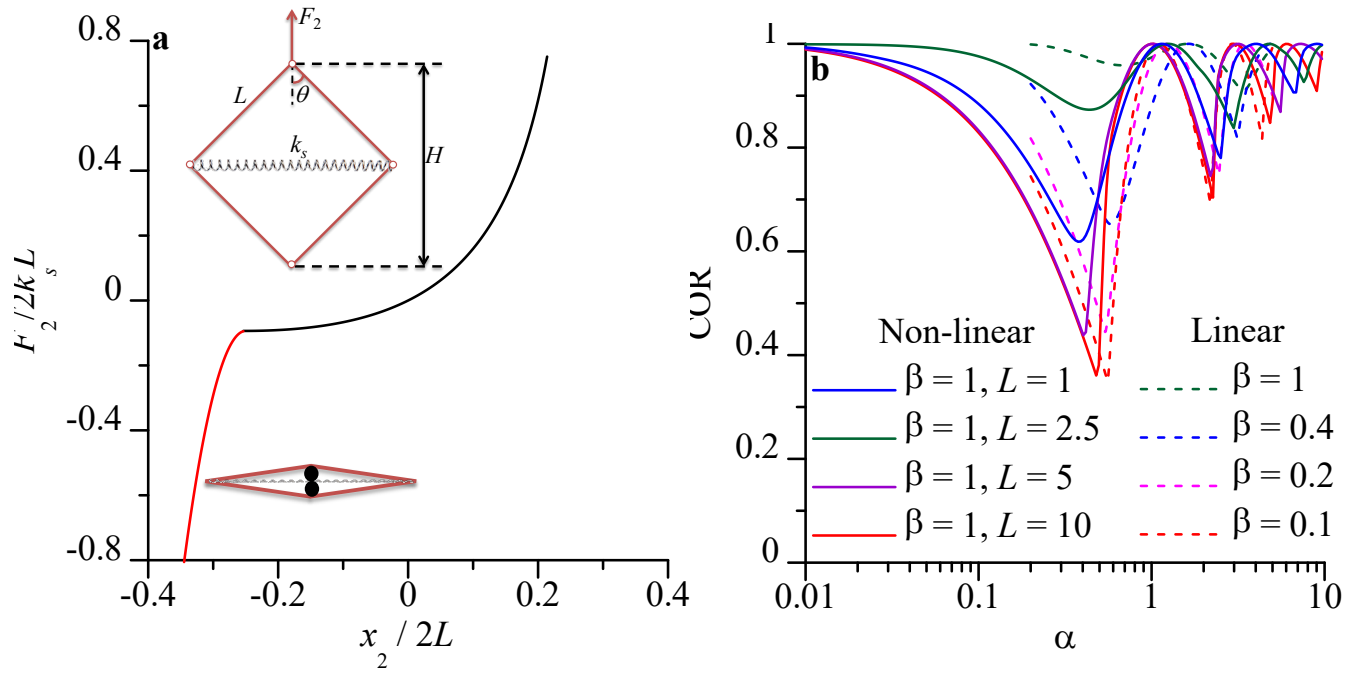 a
F₂
L
θ
kₛ
H
0.8
0.4
0
-0.4
-0.8
F₂/2kₛL
-0.4
-0.2
0
0.2
0.4
x₂ / 2L
b
1
0.8
0.6
0.4
0.2
0
COR
Non-linear
Linear
β = 1, L = 1
β = 1
β = 1, L = 2.5
β = 0.4
β = 1, L = 5
β = 0.2
β = 1, L = 10
β = 0.1
0.01
0.1
1
10
α